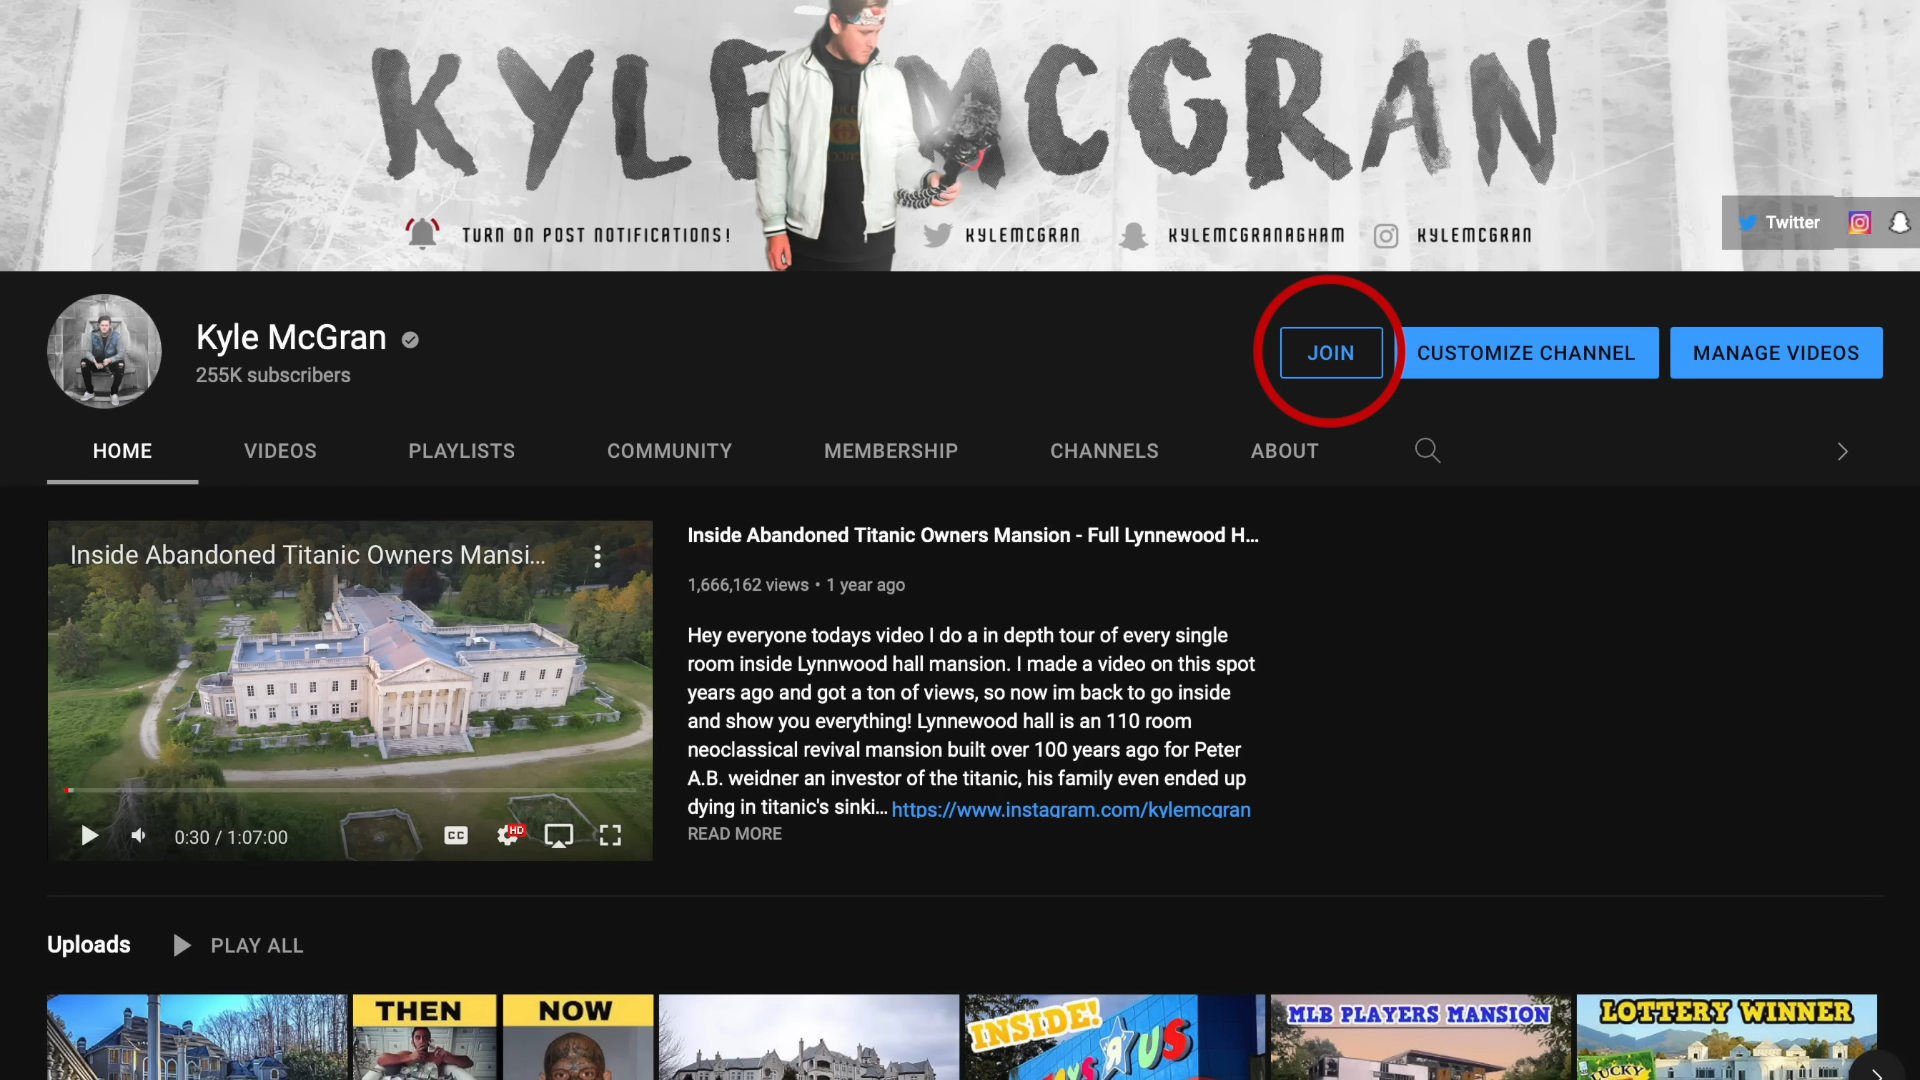 KYLE MCGRAN
TURN ON POST NOTIFICATIONS!
KYLEMCGRAN
KYLEMCGRANAGHAM
KYLEMCGRAN
Twitter
Kyle McGran
255K subscribers
JOIN
CUSTOMIZE CHANNEL
MANAGE VIDEOS
HOME
VIDEOS
PLAYLISTS
COMMUNITY
MEMBERSHIP
CHANNELS
ABOUT
Inside Abandoned Titanic Owners Mansi...
CC
HD
0:30 / 1:07:00
Inside Abandoned Titanic Owners Mansion - Full Lynnewood H...
1,666,162 views • 1 year ago
Hey everyone todays video I do a in depth tour of every single
room inside Lynnwood hall mansion. I made a video on this spot
years ago and got a ton of views, so now im back to go inside
and show you everything! Lynnewood hall is an 110 room
neoclassical revival mansion built over 100 years ago for Peter
A.B. weidner an investor of the titanic, his family even ended up
dying in titanic's sinki... https://www.instagram.com/kylemcgran
READ MORE
Uploads
PLAY ALL
THEN
NOW
INSIDE!
TOYS R US
MLB PLAYERS MANSION
LOTTERY WINNER
LUCKY